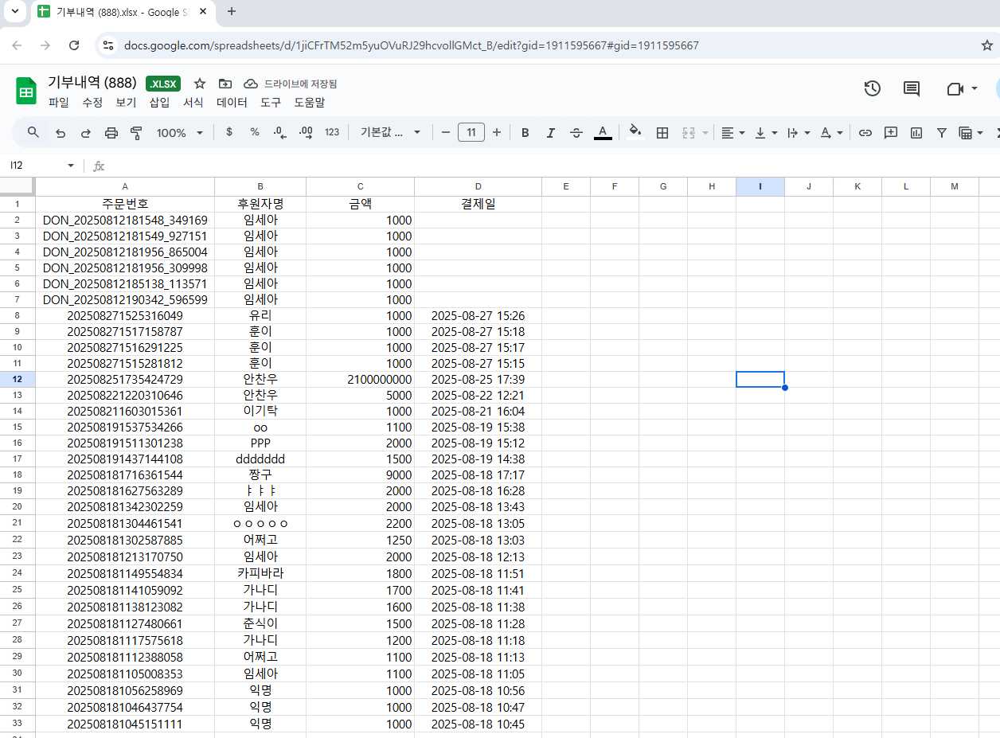 기부내역 (888).xlsx - Google S
docs.google.com/spreadsheets/d/1jiCFrTM52m5yuOVuRJ29hcvollGMct_B/edit?gid=1911595667#gid=1911595667
기부내역 (888) .XLSX 드라이브에 저장됨
파일 수정 보기 삽입 서식 데이터 도구 도움말
100% $ % .0 .00 123 기본값 ... 11 B I A
I12 fx
A B C D E F G H I J K L M
1 주문번호 후원자명 금액 결제일
2 DON_20250812181548_349169 임세아 1000
3 DON_20250812181549_927151 임세아 1000
4 DON_20250812181956_865004 임세아 1000
5 DON_20250812181956_309998 임세아 1000
6 DON_20250812185138_113571 임세아 1000
7 DON_20250812190342_596599 임세아 1000
8 202508271525316049 유리 1000 2025-08-27 15:26
9 202508271517158787 훈이 1000 2025-08-27 15:18
10 202508271516291225 훈이 1000 2025-08-27 15:17
11 202508271515281812 훈이 1000 2025-08-27 15:15
12 202508251735424729 안찬우 2100000000 2025-08-25 17:39
13 202508221220310646 안찬우 5000 2025-08-22 12:21
14 202508211603015361 이기탁 1000 2025-08-21 16:04
15 202508191537534266 oo 1100 2025-08-19 15:38
16 202508191511301238 PPP 2000 2025-08-19 15:12
17 202508191437144108 ddddddd 1500 2025-08-19 14:38
18 202508181716361544 짱구 9000 2025-08-18 17:17
19 202508181627563289 ㅑㅑㅑ 2000 2025-08-18 16:28
20 202508181342302259 임세아 2000 2025-08-18 13:43
21 202508181304461541 ㅇㅇㅇㅇㅇ 2200 2025-08-18 13:05
22 202508181302587885 어쩌고 1250 2025-08-18 13:03
23 202508181213170750 임세아 2000 2025-08-18 12:13
24 202508181149554834 카피바라 1800 2025-08-18 11:51
25 202508181141059092 가나디 1700 2025-08-18 11:41
26 202508181138123082 가나디 1600 2025-08-18 11:38
27 202508181127480661 춘식이 1500 2025-08-18 11:28
28 202508181117575618 가나디 1200 2025-08-18 11:18
29 202508181112388058 어쩌고 1100 2025-08-18 11:13
30 202508181105008353 임세아 1100 2025-08-18 11:05
31 202508181056258969 익명 1000 2025-08-18 10:56
32 202508181046437754 익명 1000 2025-08-18 10:47
33 202508181045151111 익명 1000 2025-08-18 10:45